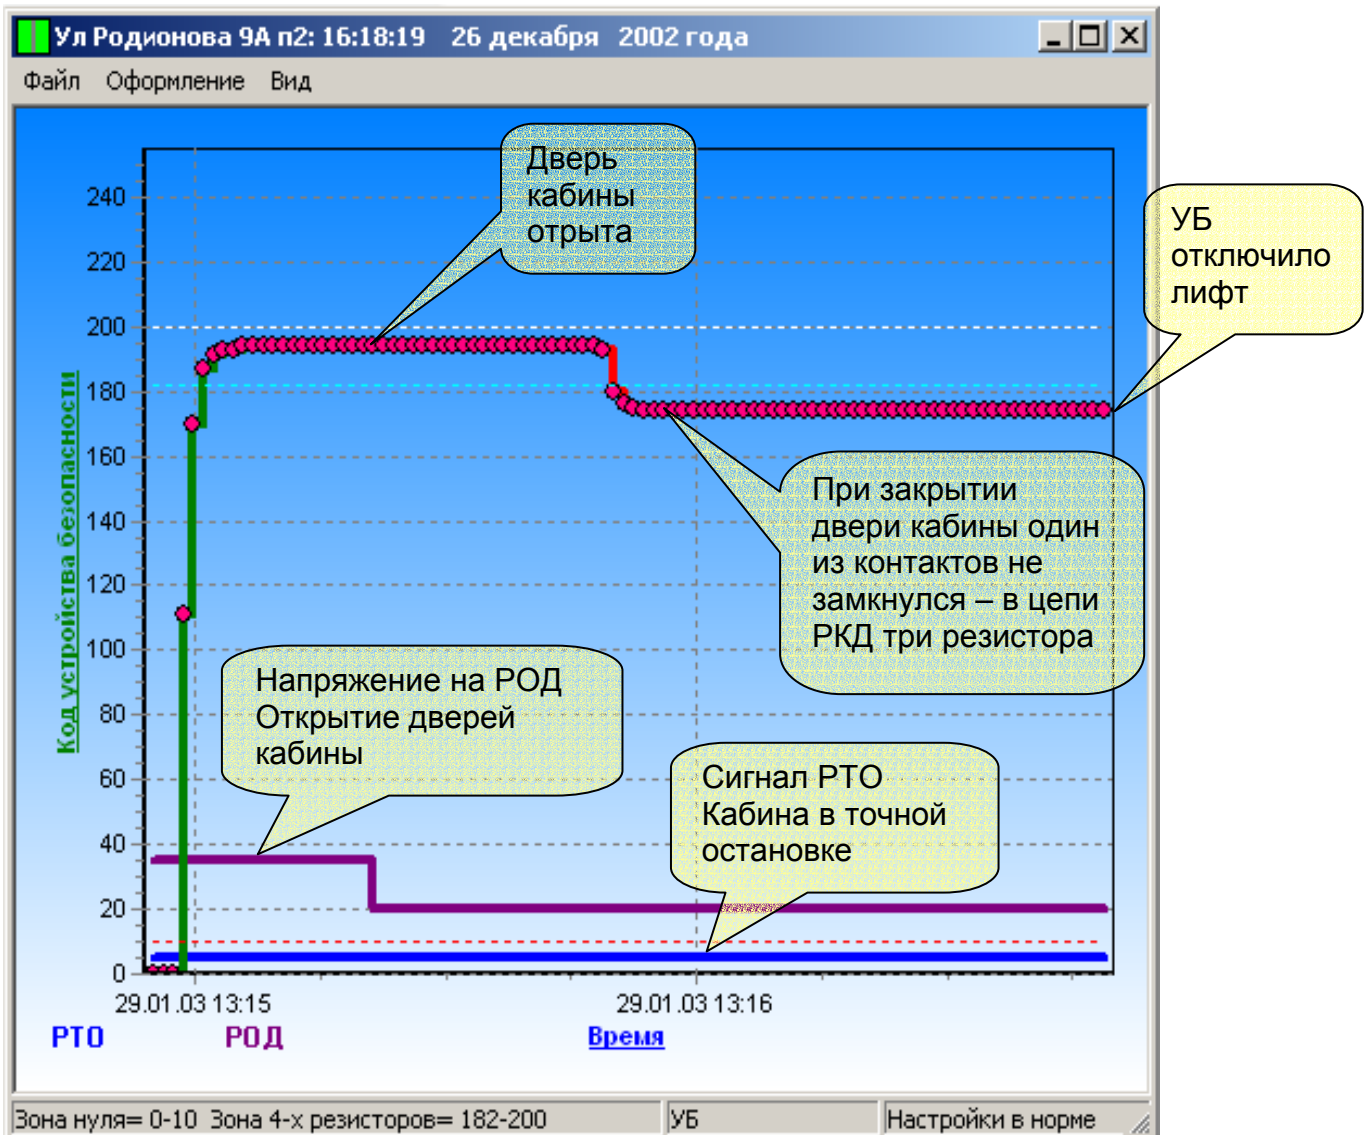 Ул Родионова 9А п2: 16:18:19 26 декабря 2002 года
Файл Оформление Вид
Дверь
кабины
отрыта
УБ
отключило
лифт
240
220
200
180
160
140
120
100
80
60
40
20
0
Код устройства безопасности
При закрытии
двери кабины один
из контактов не
замкнулся – в цепи
РКД три резистора
Напряжение на РОД
Открытие дверей
кабины
Сигнал РТО
Кабина в точной
остановке
29.01.03 13:15
29.01.03 13:16
РТО
РОД
Время
Зона нуля= 0-10 Зона 4-х резисторов= 182-200
УБ
Настройки в норме